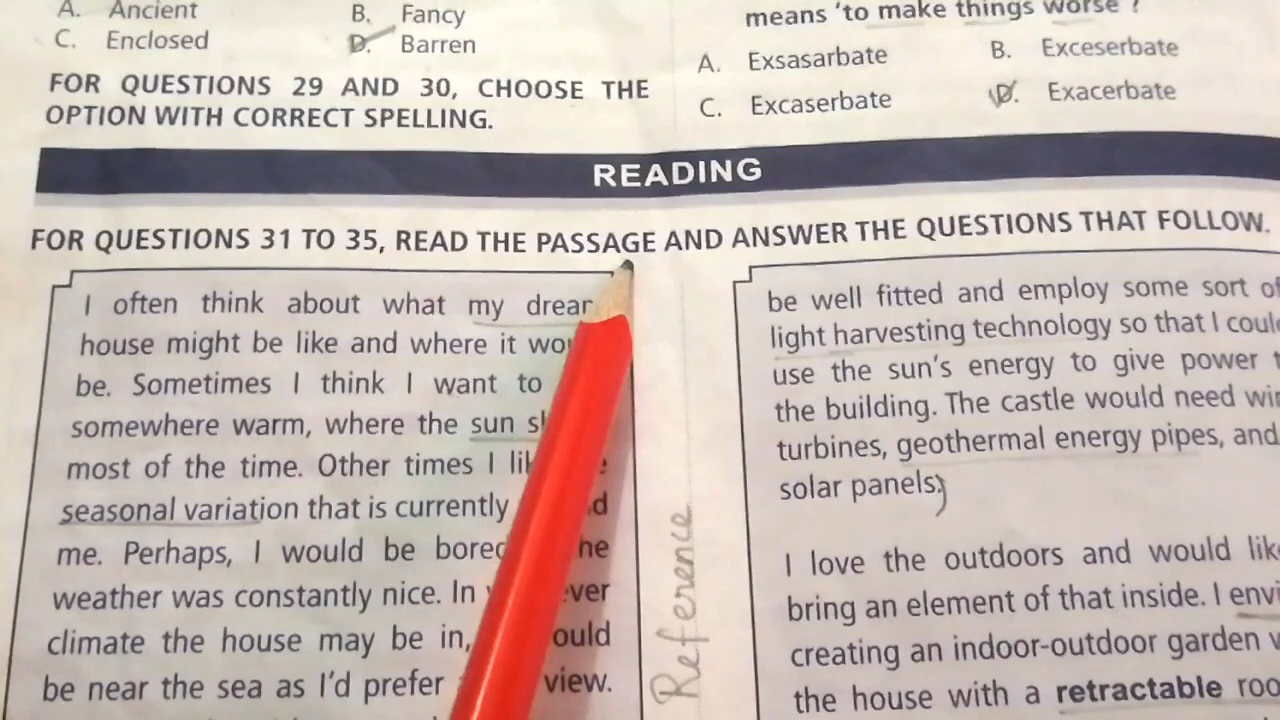 A. Ancient B. Fancy
C. Enclosed D. Barren
FOR QUESTIONS 29 AND 30, CHOOSE THE
OPTION WITH CORRECT SPELLING.
means 'to make things worse ?
A. Exsasarbate B. Exceserbate
C. Excaserbate D. Exacerbate
READING
FOR QUESTIONS 31 TO 35, READ THE PASSAGE AND ANSWER THE QUESTIONS THAT FOLLOW.
I often think about what my
house might be like and where it
be. Sometimes I think I want to
somewhere warm, where the sun
most of the time. Other times I
seasonal variation that is currently
me. Perhaps, I would be
weather was constantly nice. In
climate the house may be in,
be near the sea as I'd prefer view.
Reference
be well fitted and employ some sort of
light harvesting technology so that I
use the sun's energy to give power
the building. The castle would need
turbines, geothermal energy pipes, and
solar panels.
I love the outdoors and would
bring an element of that inside. I
creating an indoor-outdoor garden
the house with a retractable